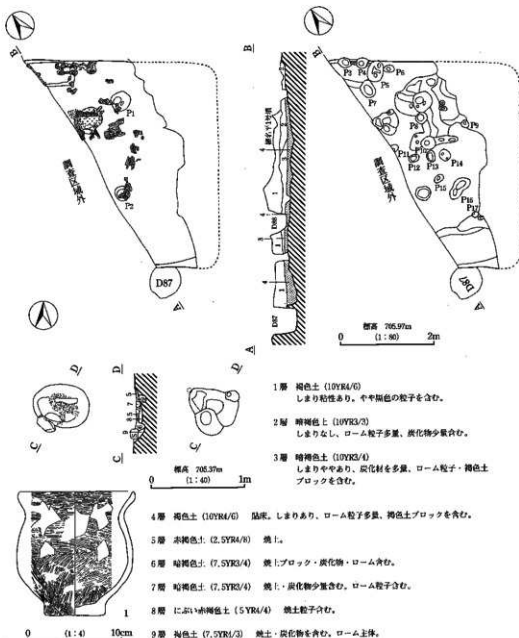 B
P1
P2
調査区域外
D87
A
B
D88
D87
A
P3 P4 P6
P5
P7
P8
P9
P11
P12 P13 P14
P15
P16
P17
調査区域外
D87
A
標高 705.97m
(1:80)
0 2m
D
C
D
C
D
C
標高 705.37m
(1:40)
0 1m
1層 褐色土 (10YR4/6)
しまり粘性あり。やや褐色の粒子を含む。
2層 暗褐色土 (10YR3/3)
しまりなし、ローム粒子多量、炭化物少量含む。
3層 暗褐色土 (10YR3/4)
しまりややあり、炭化材を多量、ローム粒子・褐色土
ブロックを含む。
4層 褐色土 (10YR4/6) 貼床。しまりあり、ローム粒子多量、褐色土ブロックを含む。
5層 赤褐色土 (2.5YR4/8) 焼土。
6層 暗褐色土 (7.5YR3/4) 焼土ブロック・炭化物・ローム含む。
7層 暗褐色土 (7.5YR3/4) 焼土・炭化物少量含む。ローム粒子含む。
8層 にぶい赤褐色土 (5YR4/4) 焼土粒子含む。
9層 褐色土 (7.5YR4/3) 焼土・炭化物を含む。ローム主体。
1
0 (1:4) 10cm